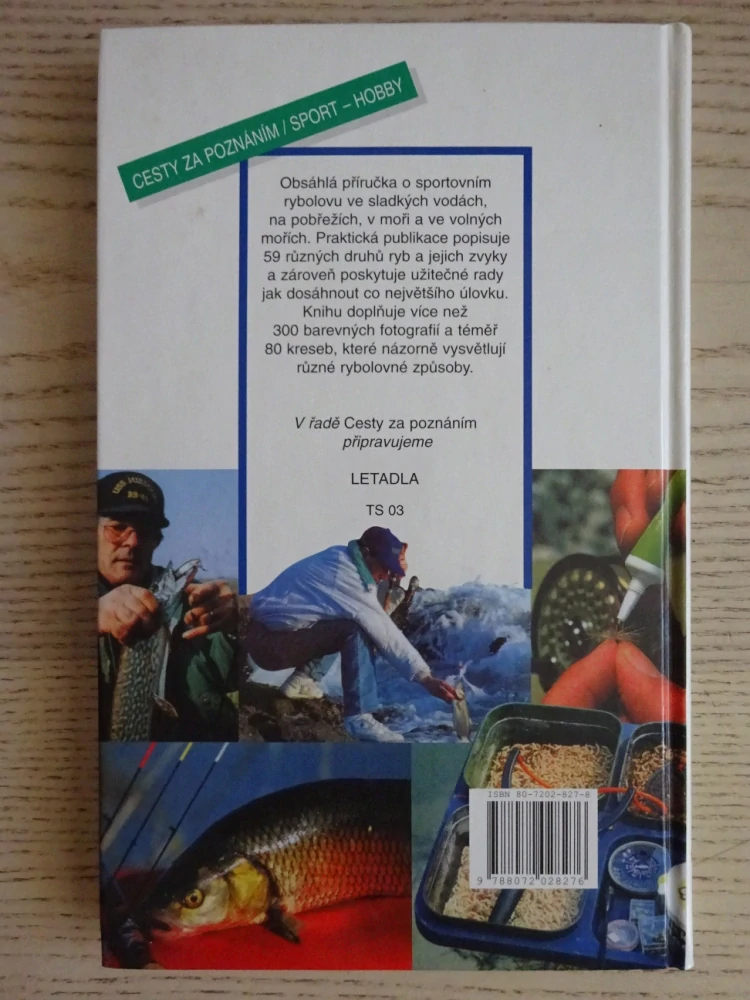 CESTY ZA POZNÁNÍM / SPORT – HOBBY
Obsáhlá příručka o sportovním
rybolovu ve sladkých vodách,
na pobřežích, v moři a ve volných
mořích. Praktická publikace popisuje
59 různých druhů ryb a jejich zvyky
a zároveň poskytuje užitečné rady
jak dosáhnout co největšího úlovku.
Knihu doplňuje více než
300 barevných fotografií a téměř
80 kreseb, které názorně vysvětlují
různé rybolovné způsoby.
V řadě Cesty za poznáním
připravujeme
LETADLA
TS 03
ISBN 80-7202-827-8
9 788072 028276